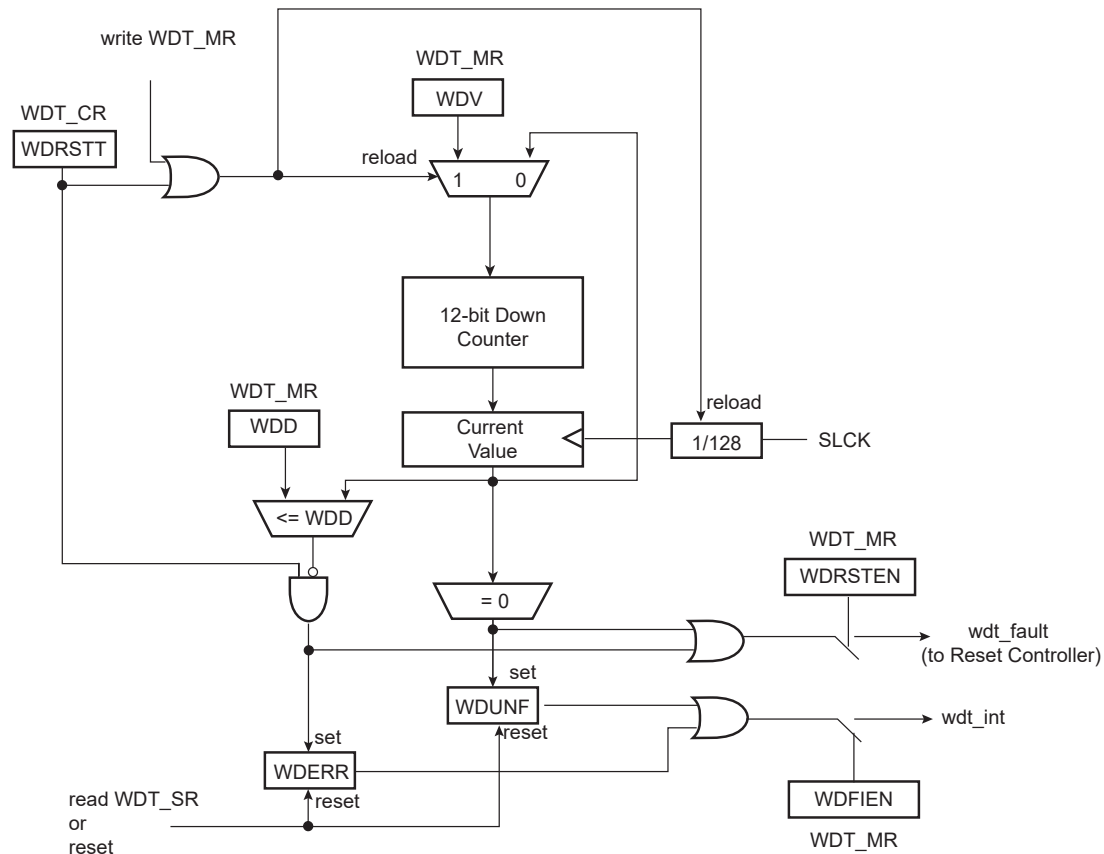 write WDT_MR
WDT_MR
WDV
WDT_CR
WDRSTT
reload
1 0
12-bit Down
Counter
WDT_MR
WDD
reload
Current
Value
1/128
SLCK
<= WDD
WDT_MR
WDRSTEN
= 0
wdt_fault
(to Reset Controller)
set
WDUNF
reset
wdt_int
set
WDERR
reset
read WDT_SR
or
reset
WDFIEN
WDT_MR